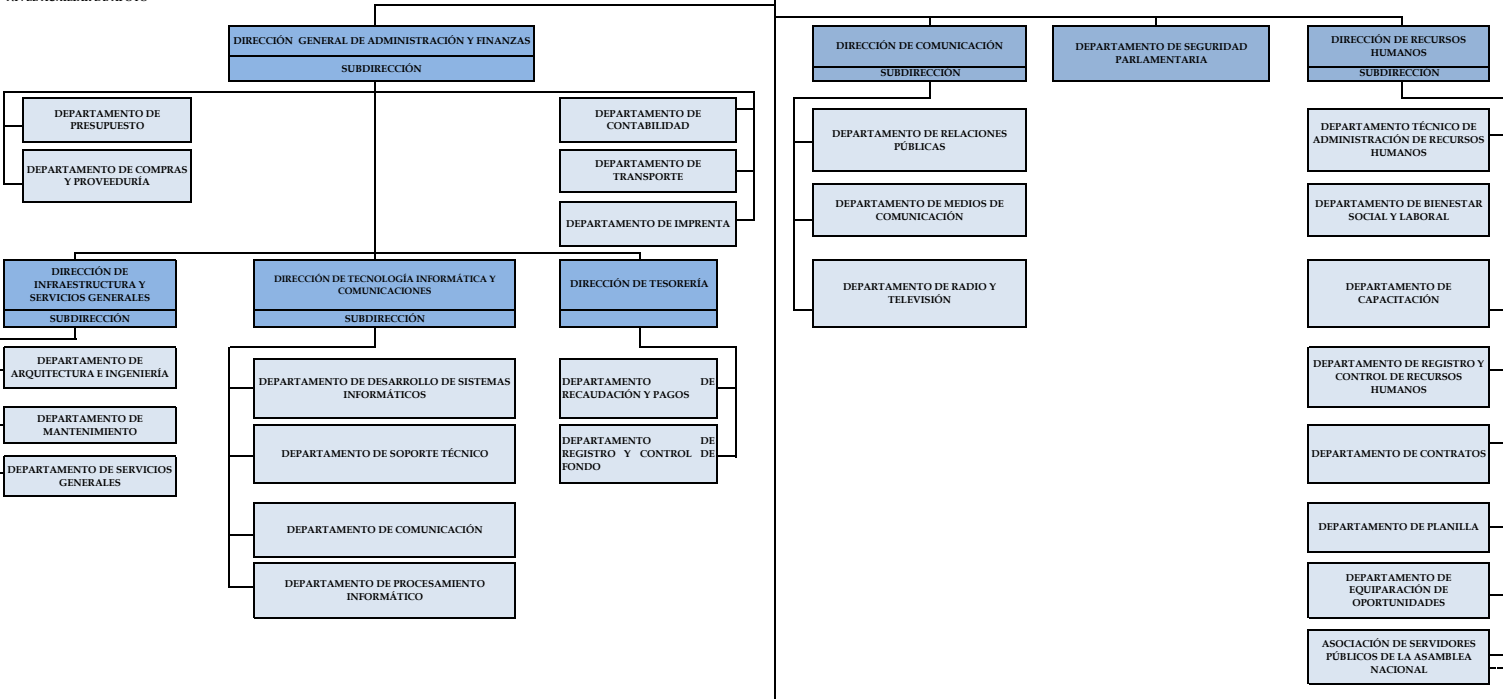 DIRECCIÓN GENERAL DE ADMINISTRACIÓN Y FINANZAS
SUBDIRECCIÓN
DIRECCIÓN DE COMUNICACIÓN
SUBDIRECCIÓN
DEPARTAMENTO DE SEGURIDAD
PARLAMENTARIA
DIRECCIÓN DE RECURSOS
HUMANOS
SUBDIRECCIÓN
DEPARTAMENTO DE
PRESUPUESTO
DEPARTAMENTO DE COMPRAS
Y PROVEEDURÍA
DEPARTAMENTO DE
CONTABILIDAD
DEPARTAMENTO DE
TRANSPORTE
DEPARTAMENTO DE IMPRENTA
DIRECCIÓN DE
INFRAESTRUCTURA Y
SERVICIOS GENERALES
SUBDIRECCIÓN
DEPARTAMENTO DE
ARQUITECTURA E INGENIERÍA
DEPARTAMENTO DE
MANTENIMIENTO
DEPARTAMENTO DE SERVICIOS
GENERALES
DIRECCIÓN DE TECNOLOGÍA INFORMÁTICA Y
COMUNICACIONES
SUBDIRECCIÓN
DEPARTAMENTO DE DESARROLLO DE SISTEMAS
INFORMÁTICOS
DEPARTAMENTO DE SOPORTE TÉCNICO
DEPARTAMENTO DE COMUNICACIÓN
DEPARTAMENTO DE PROCESAMIENTO
INFORMÁTICO
DIRECCIÓN DE TESORERÍA
DEPARTAMENTO DE
RECAUDACIÓN Y PAGOS
DEPARTAMENTO DE
REGISTRO Y CONTROL DE
FONDO
DEPARTAMENTO DE RELACIONES
PÚBLICAS
DEPARTAMENTO DE MEDIOS DE
COMUNICACIÓN
DEPARTAMENTO DE RADIO Y
TELEVISIÓN
DEPARTAMENTO TÉCNICO DE
ADMINISTRACIÓN DE RECURSOS
HUMANOS
DEPARTAMENTO DE BIENESTAR
SOCIAL Y LABORAL
DEPARTAMENTO DE
CAPACITACIÓN
DEPARTAMENTO DE REGISTRO Y
CONTROL DE RECURSOS
HUMANOS
DEPARTAMENTO DE CONTRATOS
DEPARTAMENTO DE PLANILLA
DEPARTAMENTO DE
EQUIPARACIÓN DE
OPORTUNIDADES
ASOCIACIÓN DE SERVIDORES
PÚBLICOS DE LA ASAMBLEA
NACIONAL